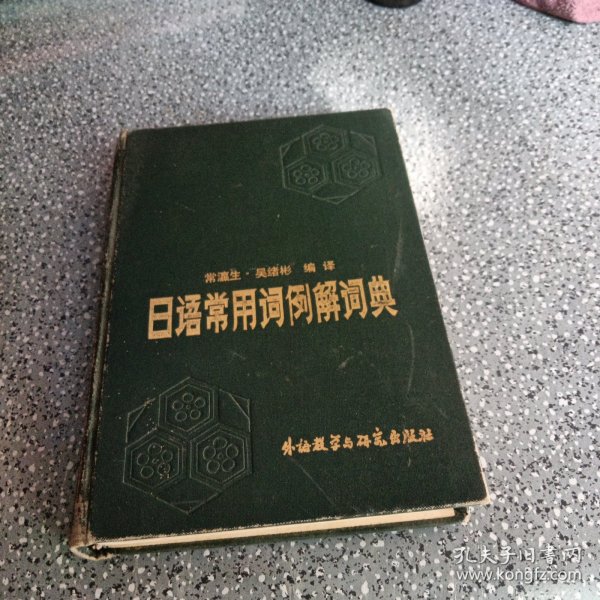 常瀛生·吴绪彬 编译
日语常用词例解词典
外语教学与研究出版社
孔夫子旧书网
www.kongfz.com